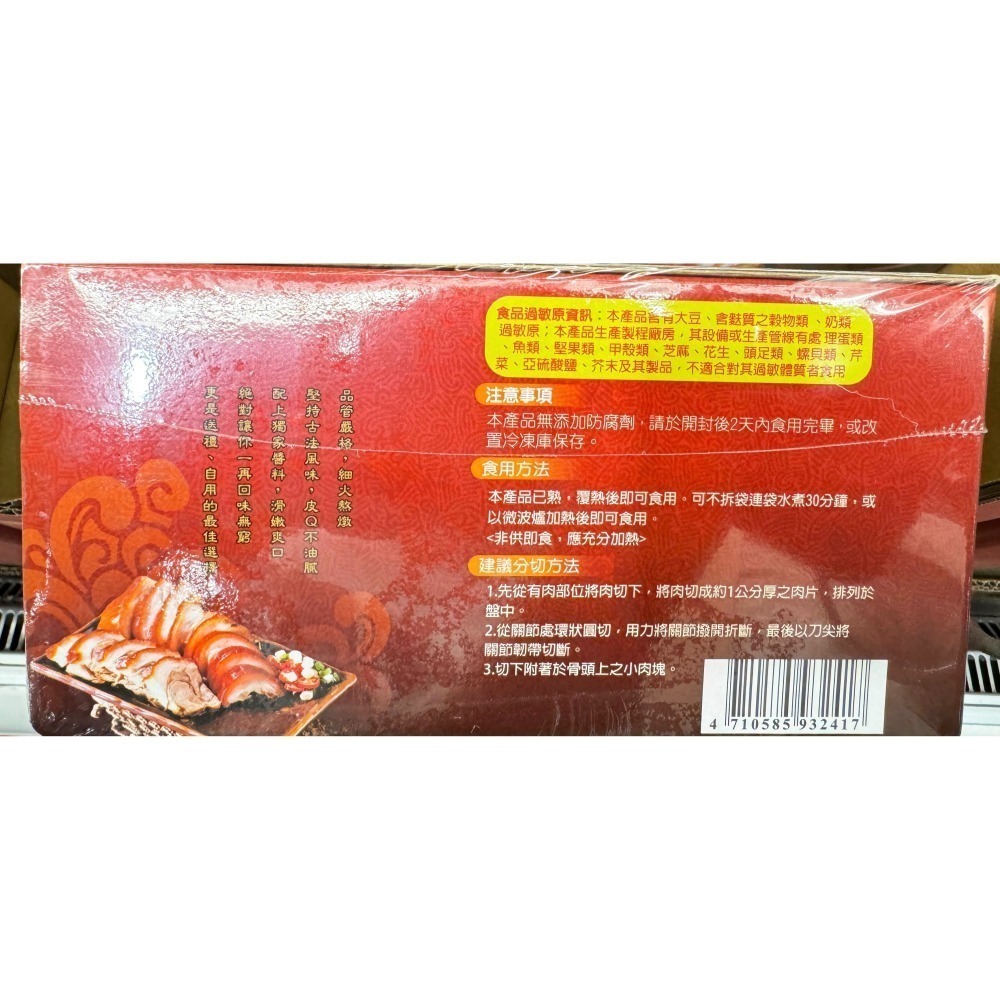 品管嚴格，細火熬燉
堅持古法風味，皮Q不油膩
配上獨家醬料，滑嫩爽口
絕對讓你一再回味無窮
更是送禮、自用的最佳選擇
食品過敏原資訊：本產品含有大豆、含麩質之穀物類、奶類
過敏原；本產品生產製程廠房，其設備或生產管線有處理蛋類
、魚類、堅果類、甲殼類、芝麻、花生、頭足類、螺貝類、芹
菜、亞硫酸鹽、芥末及其製品，不適合對其過敏體質者食用
注意事項
本產品無添加防腐劑，請於開封後2天內食用完畢，或改
置冷凍庫保存。
食用方法
本產品已熟，覆熱後即可食用。可不拆袋連袋水煮30分鐘，或
以微波爐加熱後即可食用。
<非供即食，應充分加熱>
建議分切方法
1.先從有肉部位將肉切下，將肉切成約1公分厚之肉片，排列於
盤中。
2.從關節處環狀圓切，用力將關節撥開折斷，最後以刀尖將
關節韌帶切斷。
3.切下附著於骨頭上之小肉塊。
4 710585 932417